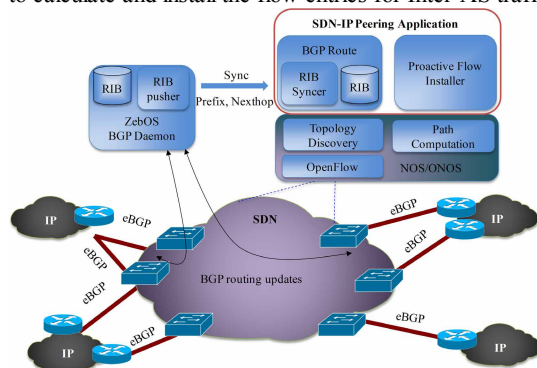 to calculate and install the flow entries for Inter-AS traf
SDN-IP Peering Application
BGP Route
RIB
Syncer
RIB
Proactive Flow
Installer
RIB
RIB
pusher
ZebOS
BGP Daemon
Sync
Prefix, Nexthop
Topology
Discovery
Path
Computation
OpenFlow
NOS/ONOS
IP
eBGP
eBGP
eBGP
eBGP
IP
SDN
BGP routing updates
eBGP
eBGP
IP
eBGP
IP